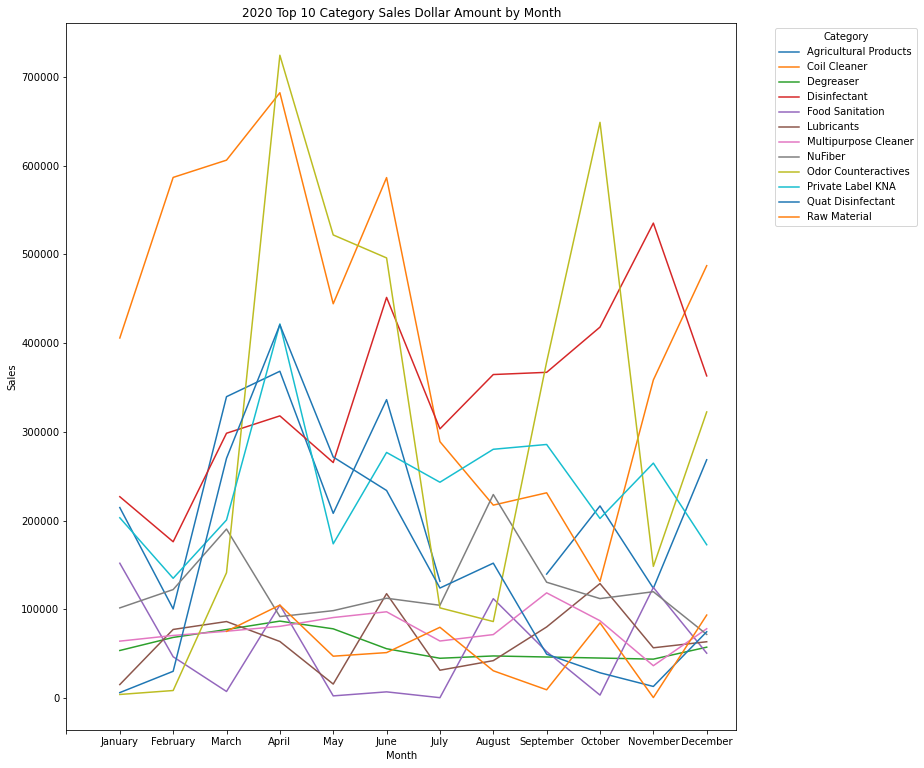 2020 Top 10 Category Sales Dollar Amount by Month
Category
Agricultural Products
Coil Cleaner
Degreaser
Disinfectant
Food Sanitation
Lubricants
Multipurpose Cleaner
NuFiber
Odor Counteractives
Private Label KNA
Quat Disinfectant
Raw Material
700000
600000
500000
400000
300000
200000
100000
0
Sales
January February March April May June July August September October November December
Month